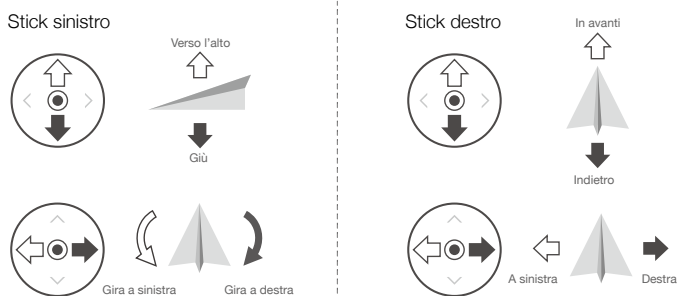 Stick sinistro
Verso l'alto
Giù
Gira a sinistra
Gira a destra
Stick destro
In avanti
Indietro
A sinistra
Destra